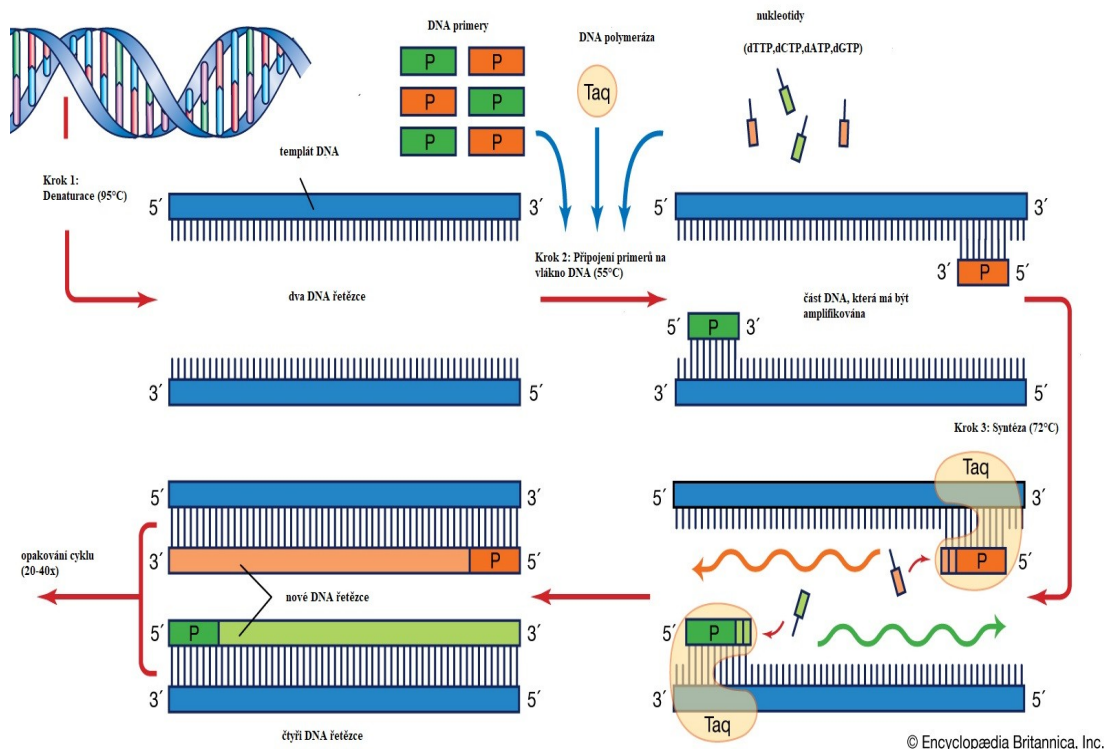 DNA primery
DNA polymeráza
nukleotidy
(dTTP,dCTP,dATP,dGTP)
P P
P P
P P
Taq
templát DNA
Krok 1:
Denaturace (95°C)
5′ 3′
5′ 3′
Krok 2: Připojení primerů na
vlákno DNA (55°C)
3′ P 5′
dva DNA řetězce
část DNA, která má být
amplifikována
5′ P 3′
3′ 5′
3′ 5′
Krok 3: Syntéza (72°C)
Taq
5′ 3′
5′ 3′
opakování cyklu
(20-40x)
3′ P 5′
P 5′
nové DNA řetězce
5′ P 3′
5′ P
3′ 5′
3′ 5′
Taq
čtyři DNA řetězce
© Encyclopædia Britannica, Inc.